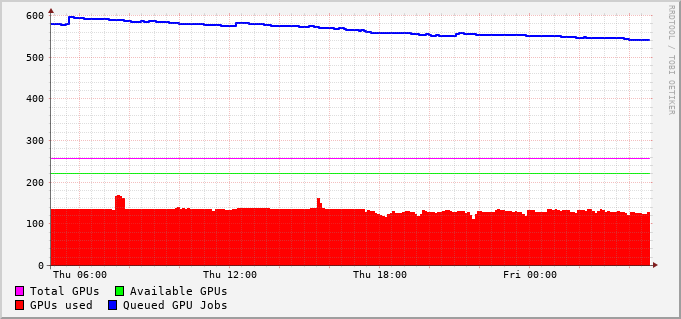 RRDTOOL / TOBI OETIKER
600
500
400
300
200
100
0
Thu 06:00 Thu 12:00 Thu 18:00 Fri 00:00
Total GPUs Available GPUs
GPUs used Queued GPU Jobs